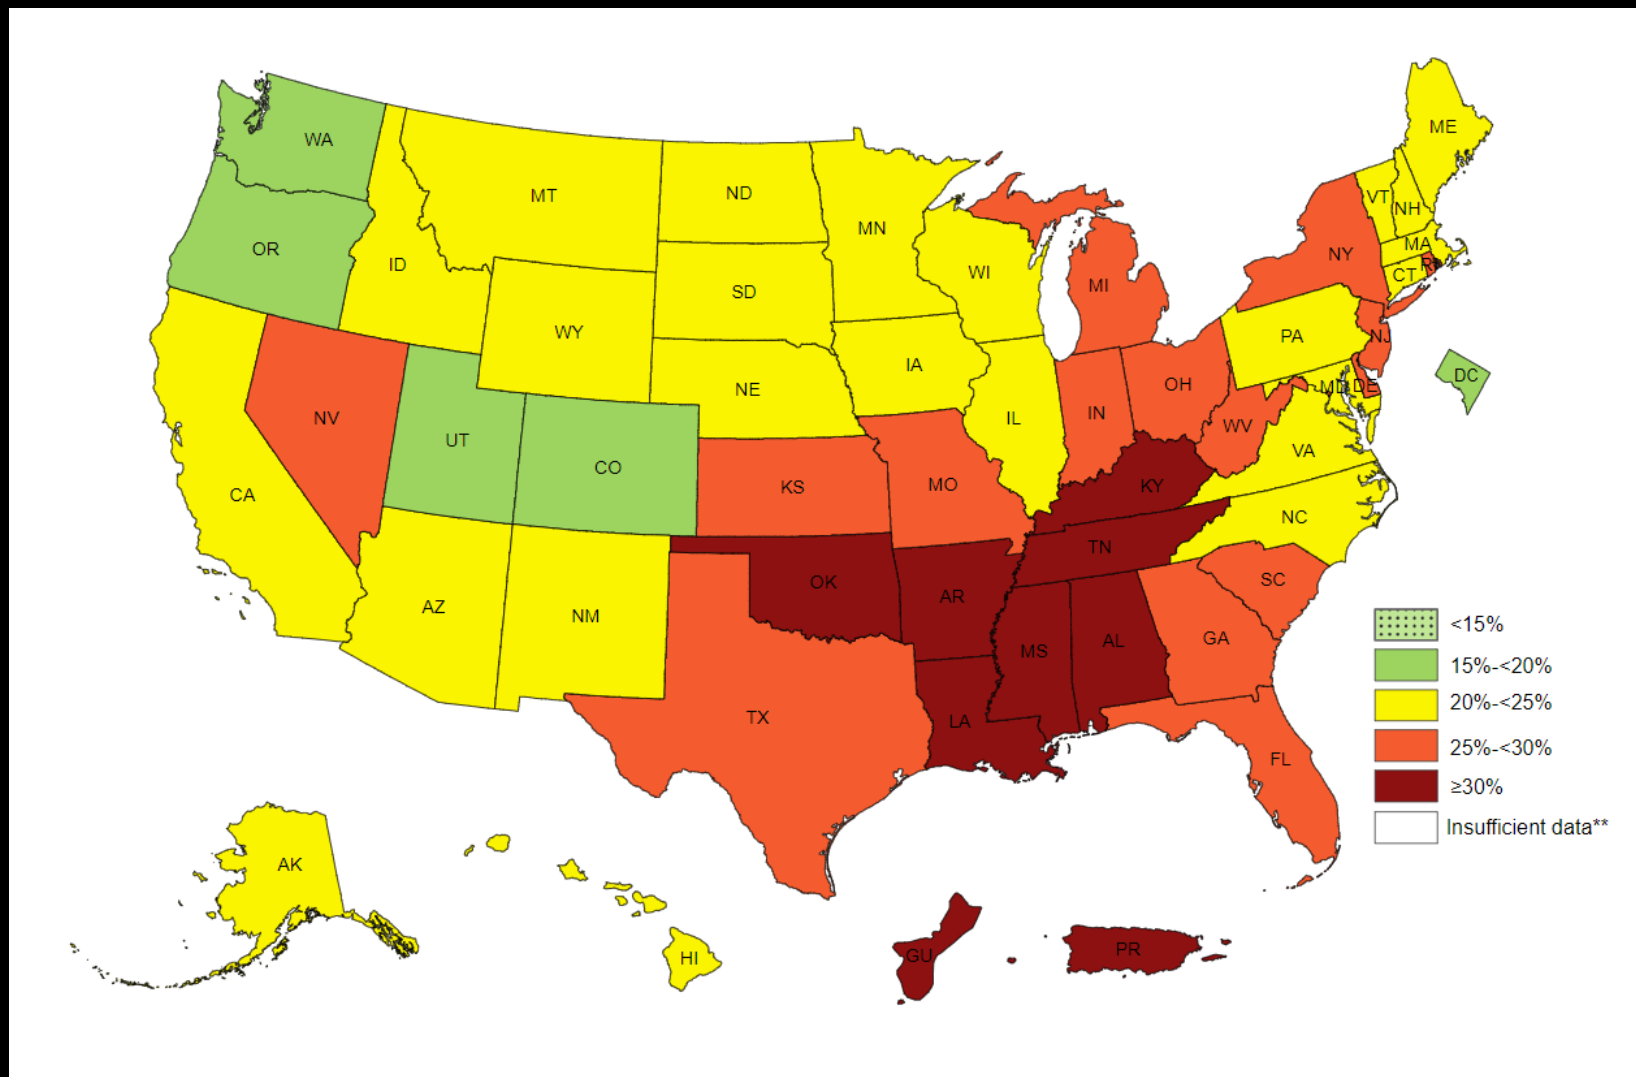 ME
WA
VT
NH
MT
ND
MN
OR
ID
WI
NY
MA
CT
RI
SD
MI
WY
PA
NJ
IA
NE
OH
MD
DE
DC
NV
UT
CO
IL
IN
WV
VA
CA
KS
MO
KY
NC
TN
AZ
NM
OK
AR
SC
MS
AL
GA
TX
LA
FL
<15%
15%-<20%
20%-<25%
25%-<30%
≥30%
Insufficient data**
AK
HI
GU
PR